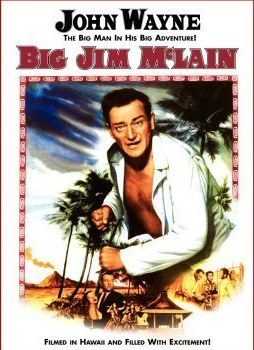 JOHN WAYNE
THE BIG MAN IN HIS BIG ADVENTURE!
BIG JIM McLAIN
FILMED IN HAWAII AND FILLED WITH EXCITEMENT!